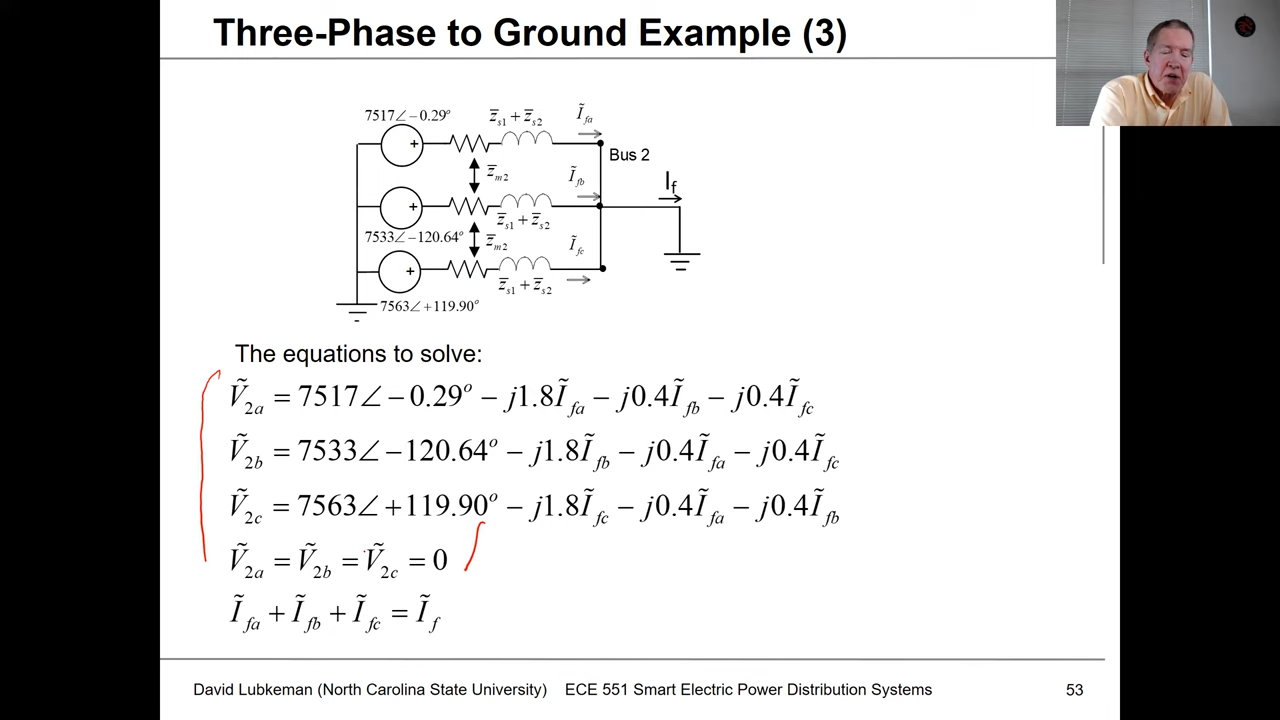 Three-Phase to Ground Example (3)
7517∠−0.29°
z̄s1 + z̄s2
Ĩfa
Bus 2
z̄m2
Ĩfb
If
7533∠−120.64°
z̄m2
z̄s1 + z̄s2
Ĩfc
z̄s1 + z̄s2
7563∠+119.90°
The equations to solve:
Ṽ2a = 7517∠−0.29° − j1.8Ĩfa − j0.4Ĩfb − j0.4Ĩfc
Ṽ2b = 7533∠−120.64° − j1.8Ĩfb − j0.4Ĩfa − j0.4Ĩfc
Ṽ2c = 7563∠+119.90° − j1.8Ĩfc − j0.4Ĩfa − j0.4Ĩfb
Ṽ2a = Ṽ2b = Ṽ2c = 0
Ĩfa + Ĩfb + Ĩfc = Ĩf
David Lubkeman (North Carolina State University) ECE 551 Smart Electric Power Distribution Systems 53